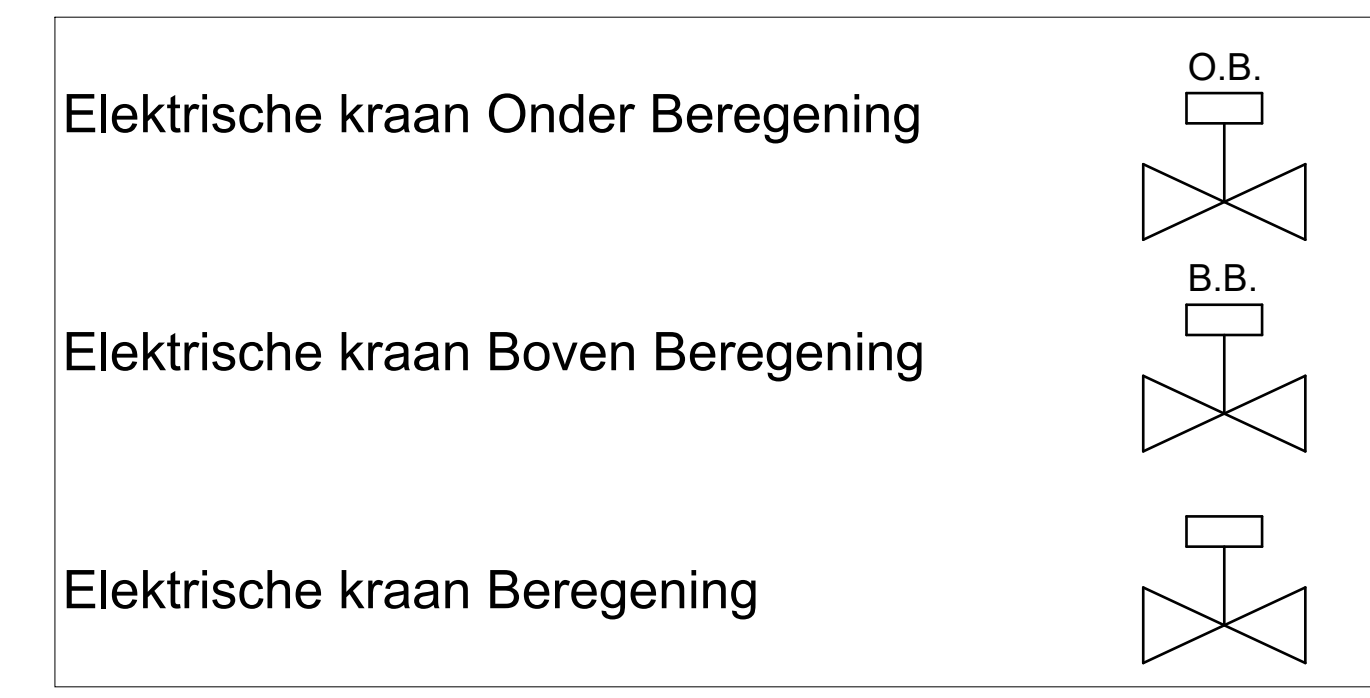 O.B.
Elektrische kraan Onder Beregening
B.B.
Elektrische kraan Boven Beregening
Elektrische kraan Beregening